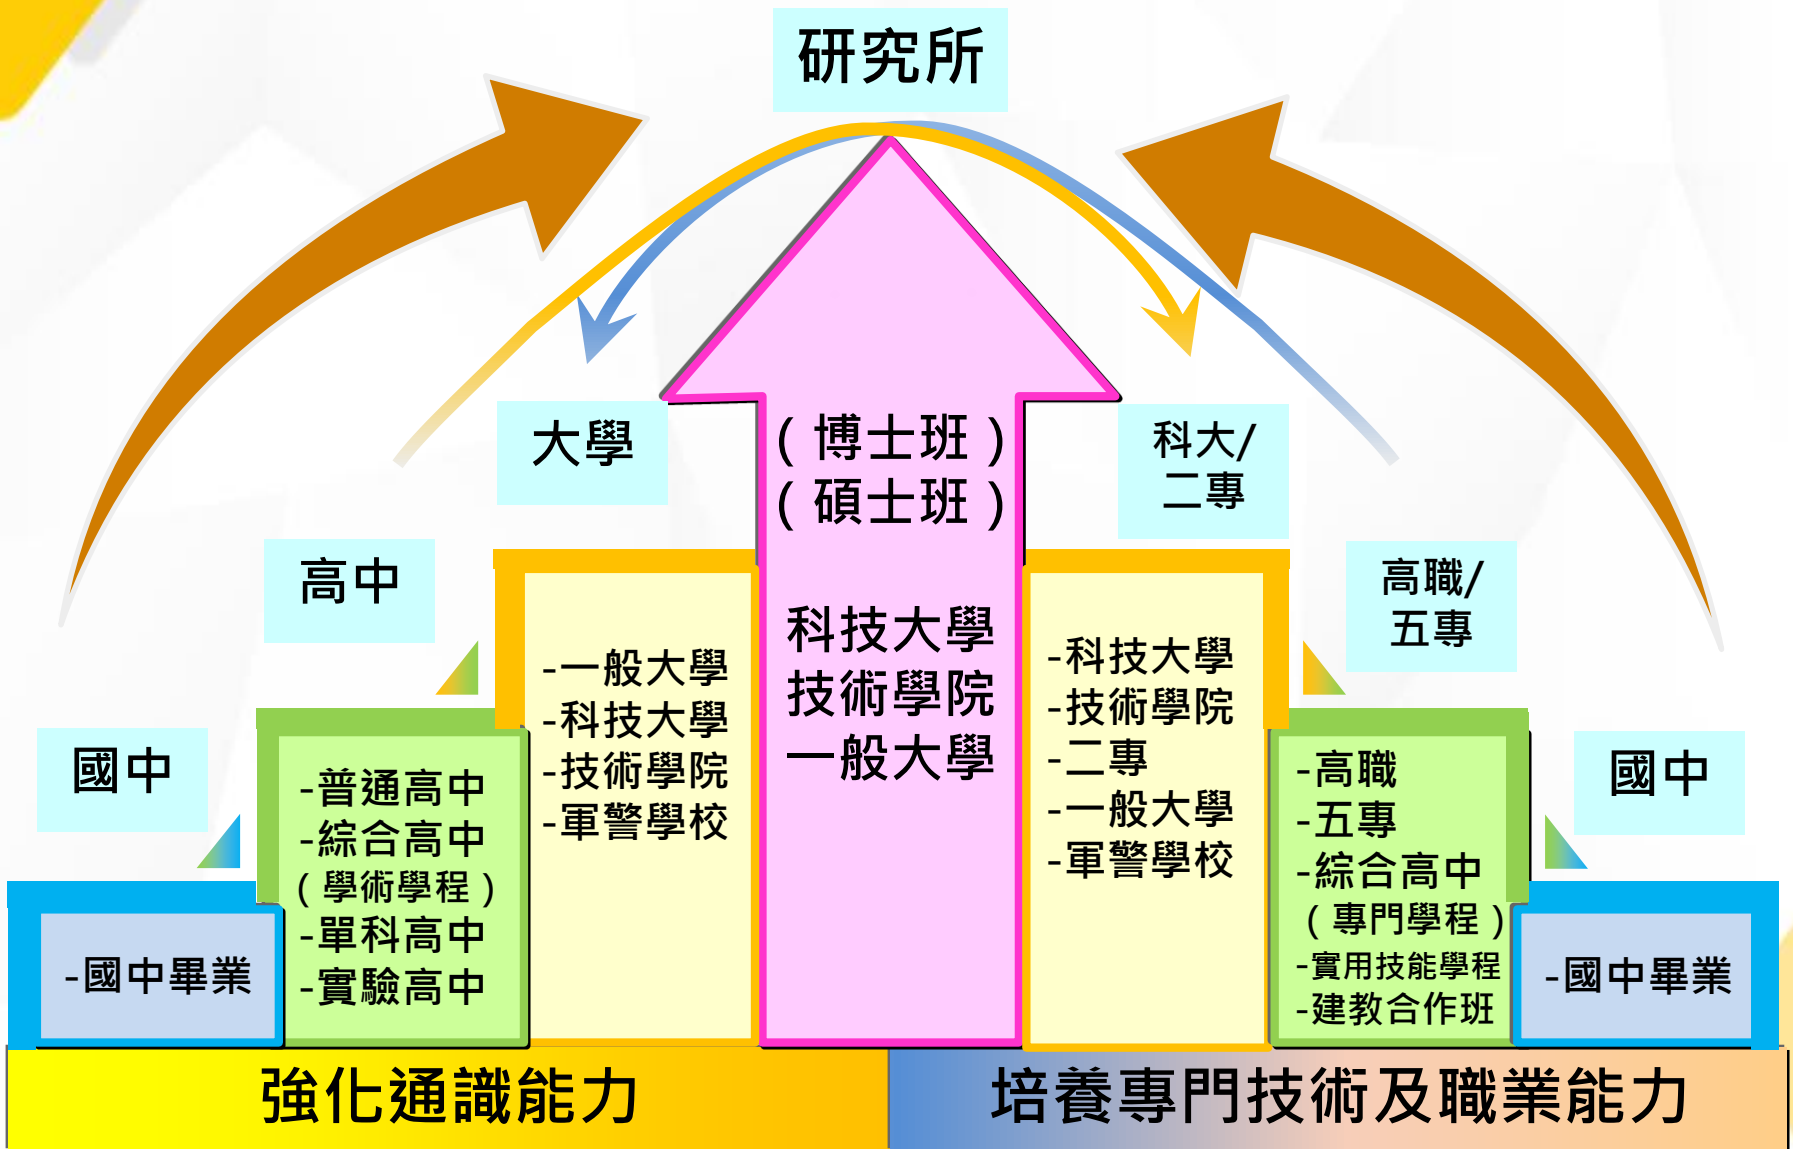 研究所
大學
(博士班)
(碩士班)
科技大學
技術學院
一般大學
科大/
二專
高中
高職/
五專
國中
國中
-國中畢業
-普通高中
-綜合高中
(學術學程)
-單科高中
-實驗高中
-一般大學
-科技大學
-技術學院
-軍警學校
-科技大學
-技術學院
-二專
-一般大學
-軍警學校
-高職
-五專
-綜合高中
(專門學程)
-實用技能學程
-建教合作班
-國中畢業
強化通識能力
培養專門技術及職業能力